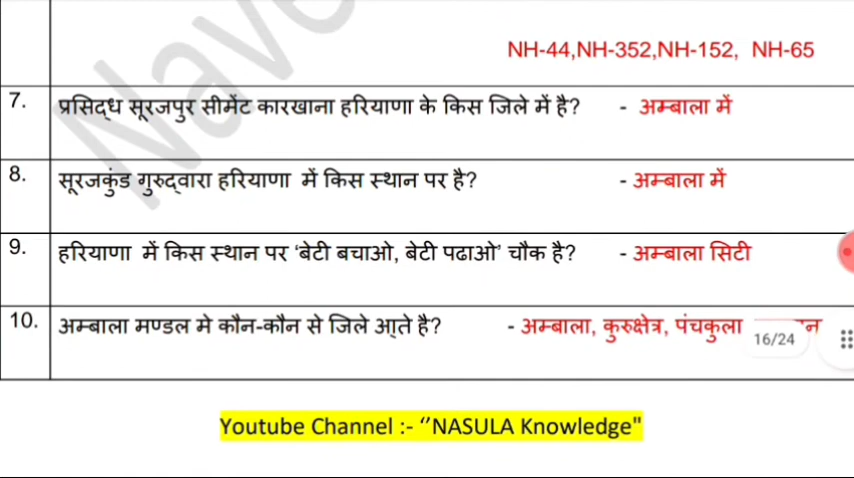 NH-44,NH-352,NH-152, NH-65
7. प्रसिद्ध सूरजपुर सीमेंट कारखाना हरियाणा के किस जिले में है? - अम्बाला में
8. सूरजकुंड गुरुद्वारा हरियाणा में किस स्थान पर है? - अम्बाला में
9. हरियाणा में किस स्थान पर 'बेटी बचाओ, बेटी पढाओ' चौक है? - अम्बाला सिटी
10. अम्बाला मण्डल मे कौन-कौन से जिले आ्ते है? - अम्बाला, कुरुक्षेत्र, पंचकुला
16/24
Youtube Channel :- ‘’NASULA Knowledge"
Nave